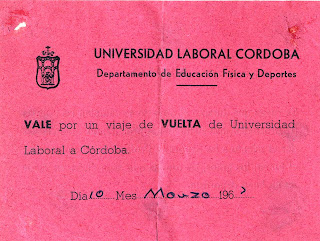 UNIVERSIDAD LABORAL CORDOBA
Departamento de Educación Física y Deportes
VALE por un viaje de VUELTA de Universidad
Laboral a Córdoba.
Día 10 Mes Marzo 196